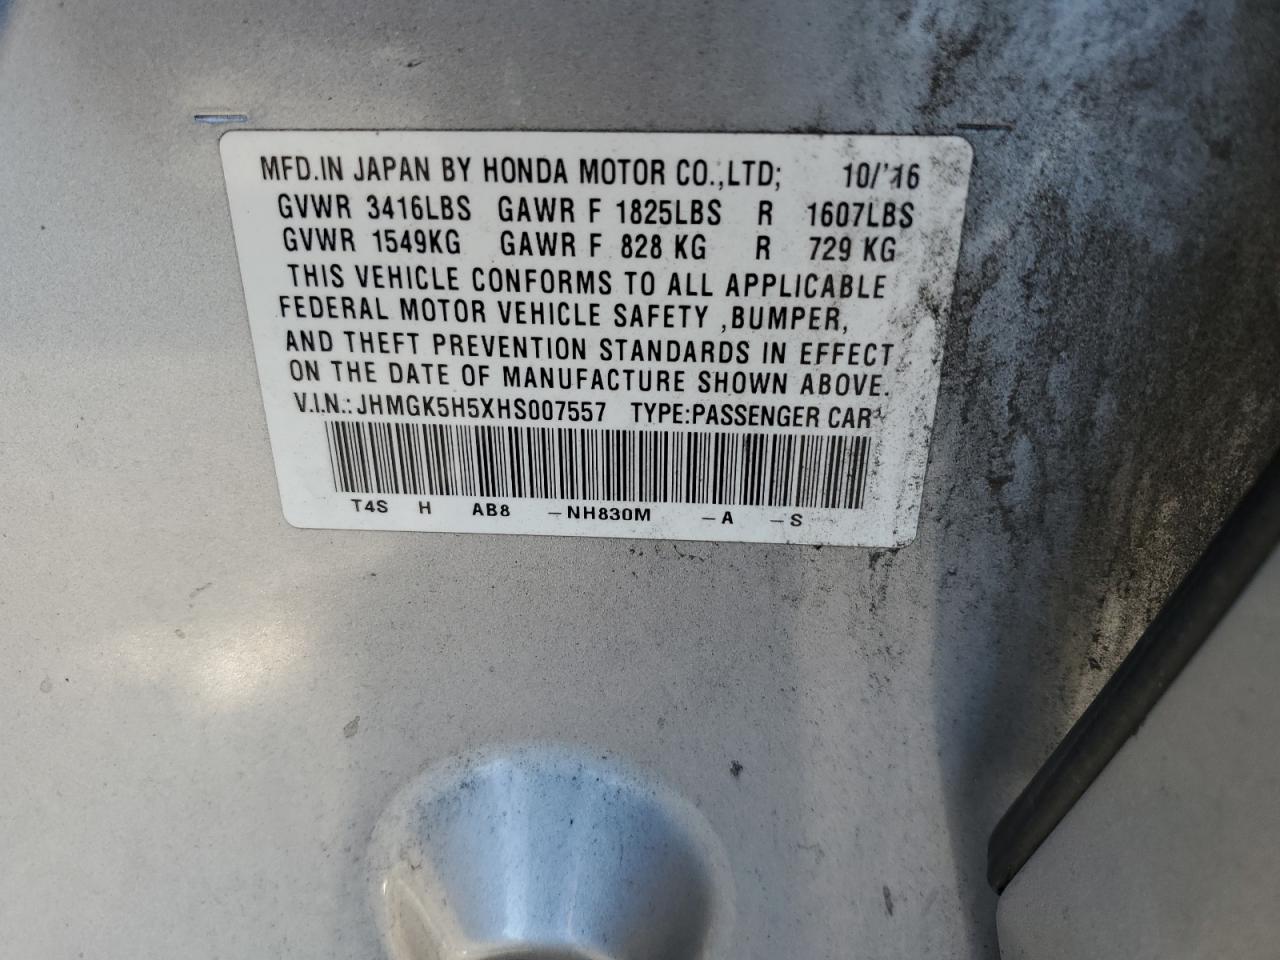 MFD.IN JAPAN BY HONDA MOTOR CO.,LTD; 10/'16
GVWR 3416LBS GAWR F 1825LBS R 1607LBS
GVWR 1549KG GAWR F 828 KG R 729 KG
THIS VEHICLE CONFORMS TO ALL APPLICABLE
FEDERAL MOTOR VEHICLE SAFETY ,BUMPER,
AND THEFT PREVENTION STANDARDS IN EFFECT
ON THE DATE OF MANUFACTURE SHOWN ABOVE.
V.I.N.: JHMGK5H5XHS007557 TYPE:PASSENGER CAR
T4S H AB8 -NH830M -A -S